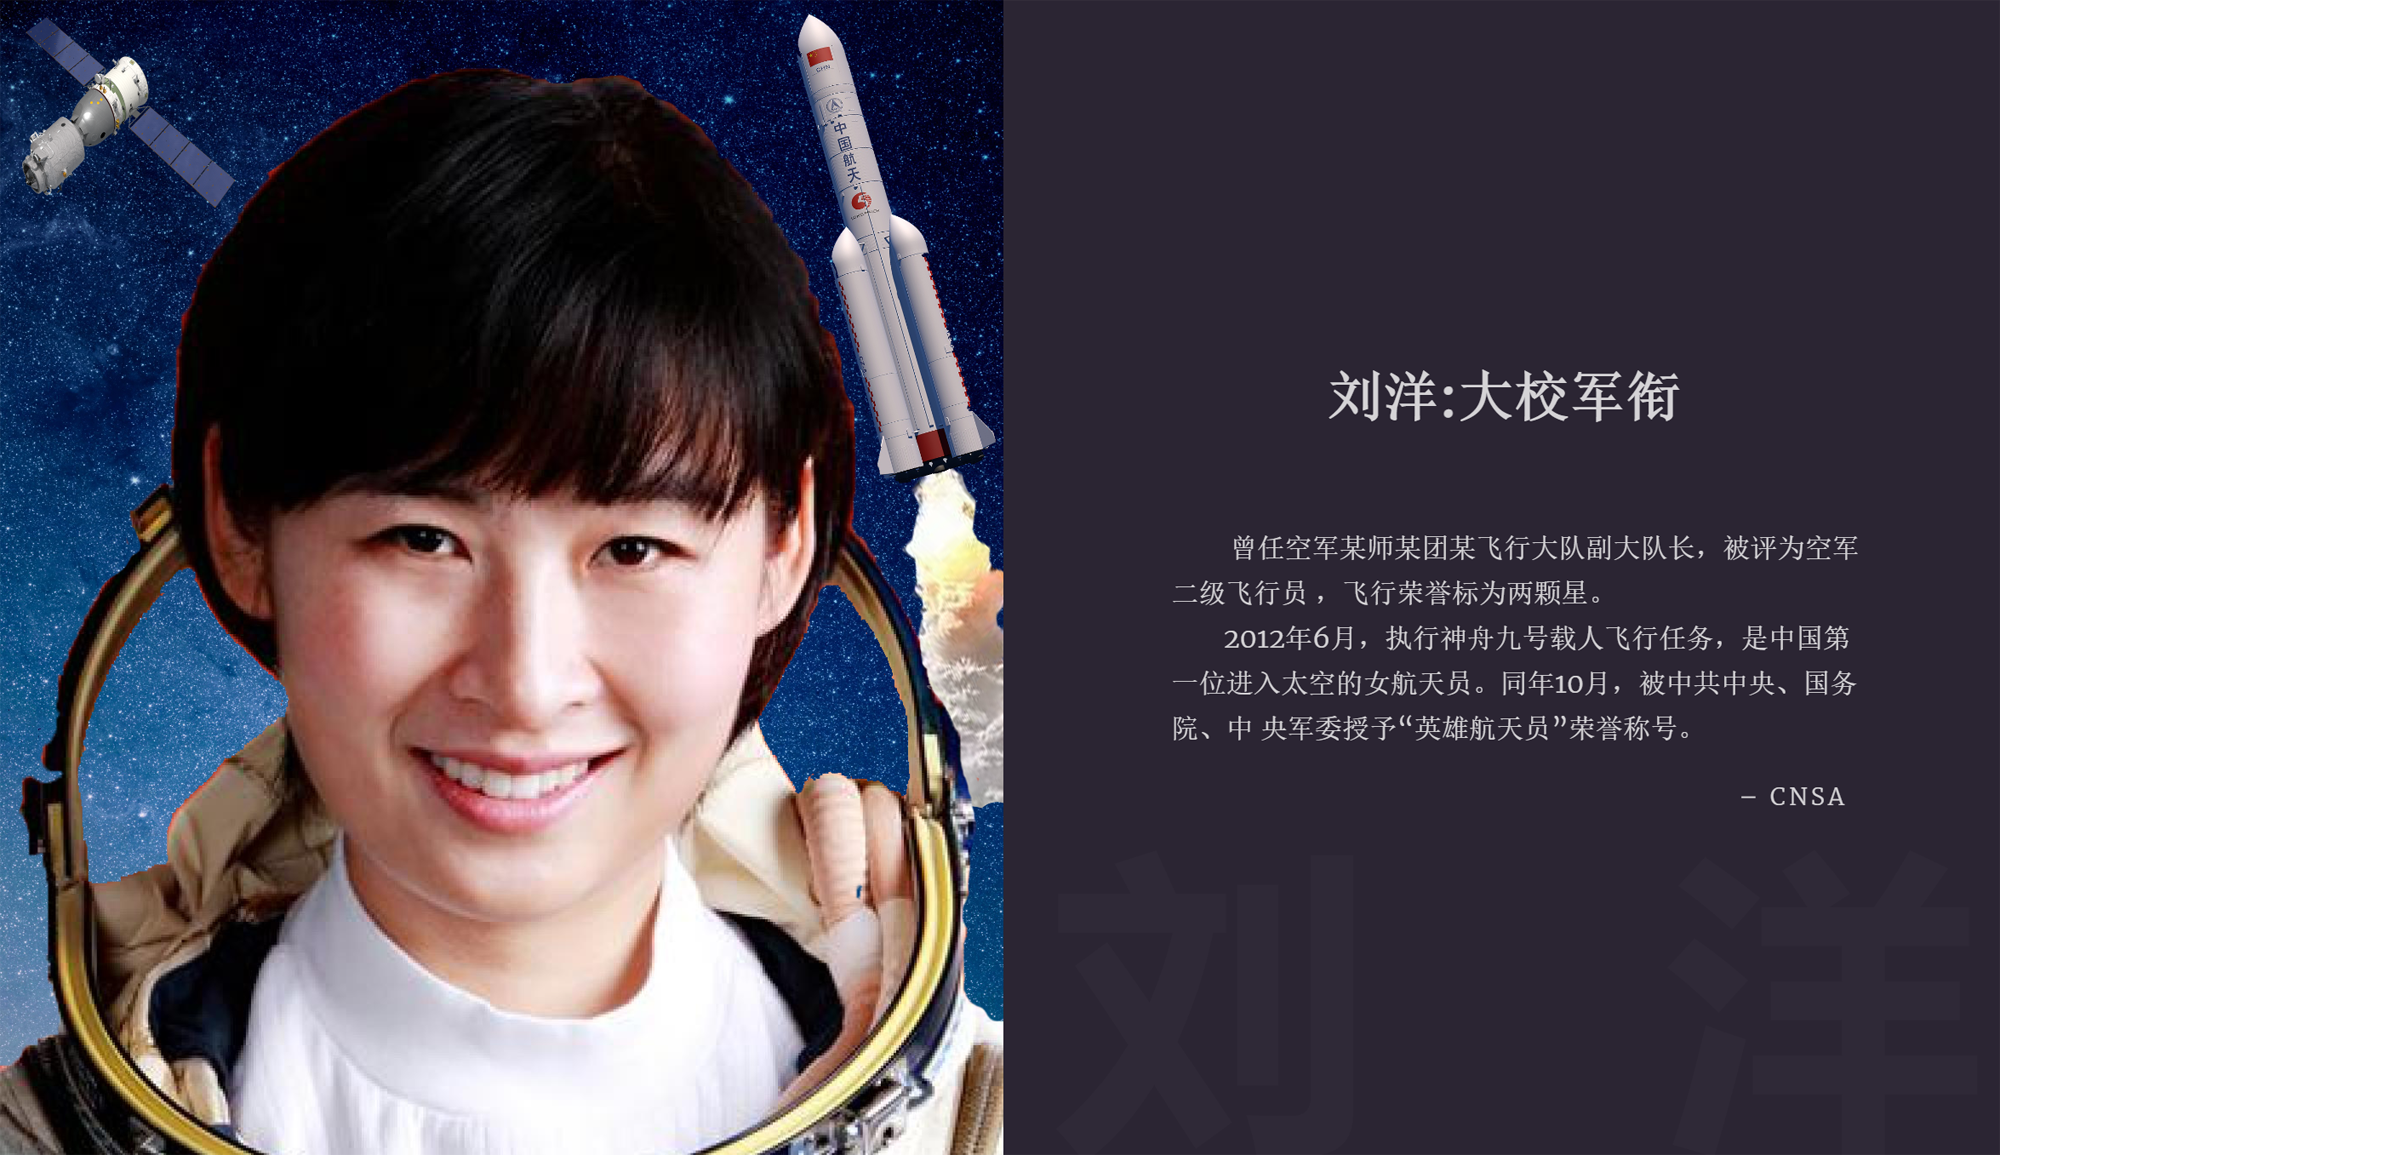 CHN
中国航天
刘洋:大校军衔
曾任空军某师某团某飞行大队副大队长，被评为空军
二级飞行员 ，飞行荣誉标为两颗星。
2012年6月，执行神舟九号载人飞行任务，是中国第
一位进入太空的女航天员。同年10月，被中共中央、国务
院、中 央军委授予“英雄航天员”荣誉称号。
– CNSA
刘 洋